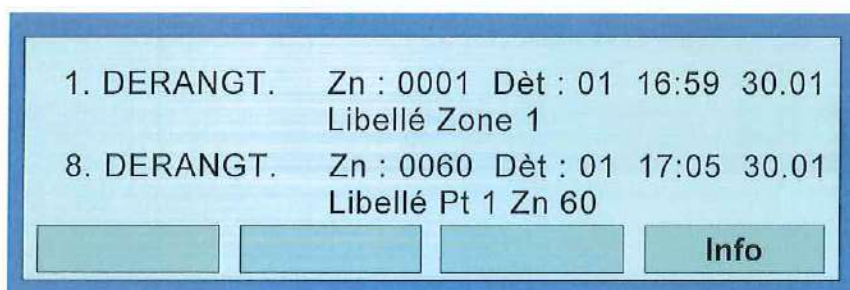 1. DERANGT. Zn : 0001 Dèt : 01 16:59 30.01
Libellé Zone 1
8. DERANGT. Zn : 0060 Dèt : 01 17:05 30.01
Libellé Pt 1 Zn 60
Info